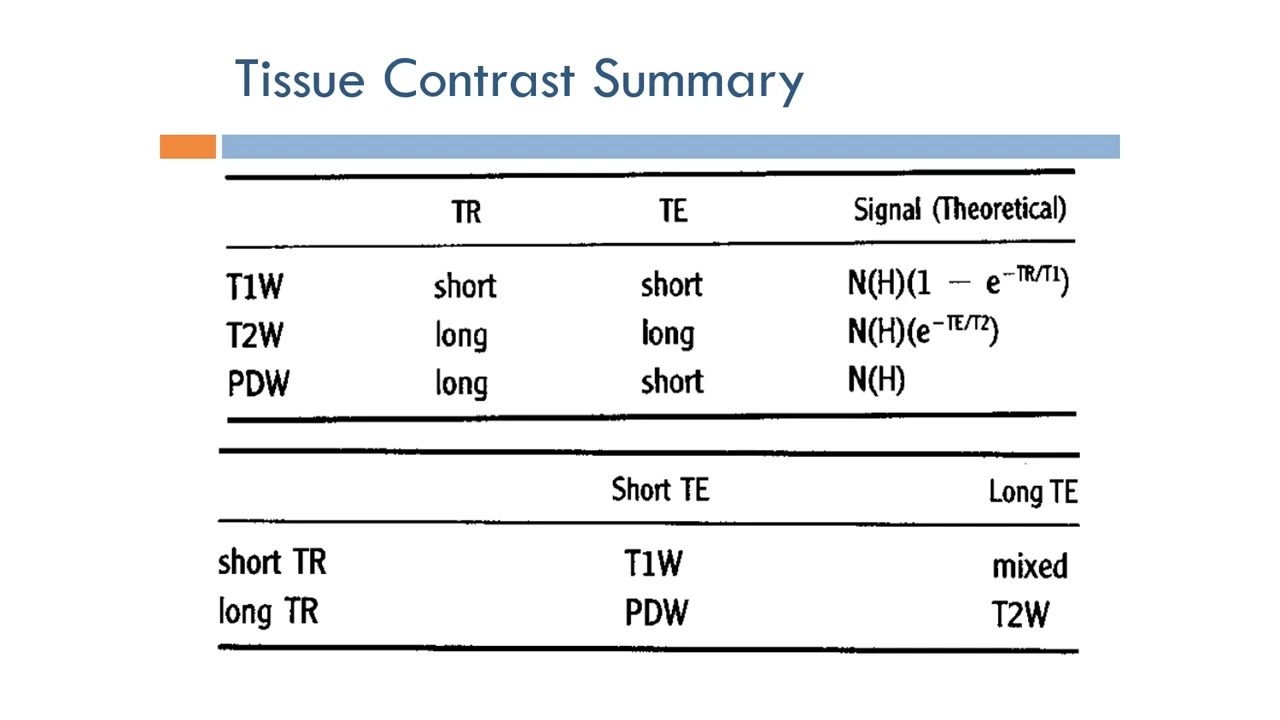 Tissue Contrast Summary
TR TE Signal (Theoretical)
T1W short short N(H)(1 − e^−TR/T1)
T2W long long N(H)(e^−TE/T2)
PDW long short N(H)
Short TE Long TE
short TR T1W mixed
long TR PDW T2W